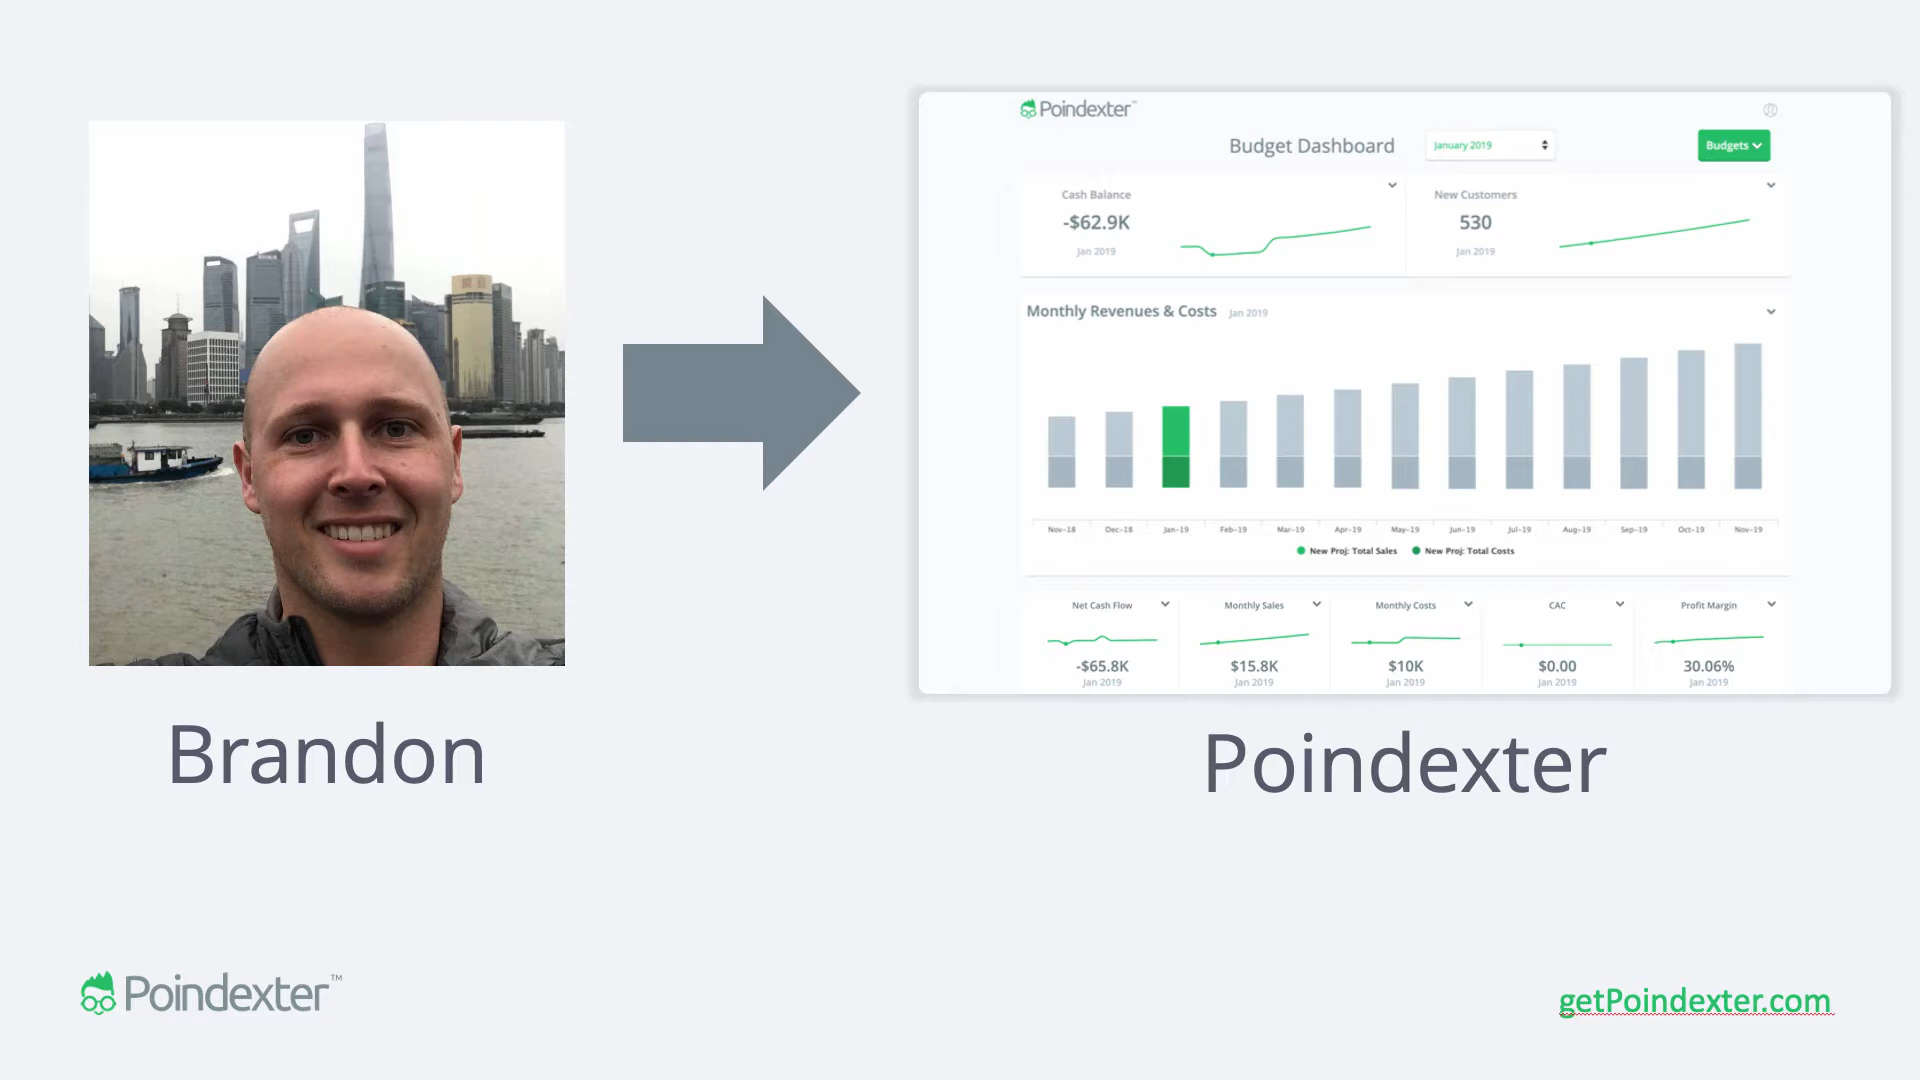 Poindexter™
Budget Dashboard
January 2019
Budgets
Cash Balance
-$62.9K
Jan 2019
New Customers
530
Jan 2019
Monthly Revenues & Costs Jan 2019
Nov-18 Dec-18 Jan-19 Feb-19 Mar-19 Apr-19 May-19 Jun-19 Jul-19 Aug-19 Sep-19 Oct-19 Nov-19
New Proj: Total Sales New Proj: Total Costs
Net Cash Flow
-$65.8K
Jan 2019
Monthly Sales
$15.8K
Jan 2019
Monthly Costs
$10K
Jan 2019
CAC
$0.00
Jan 2019
Profit Margin
30.06%
Jan 2019
Brandon
Poindexter
Poindexter™
getPoindexter.com